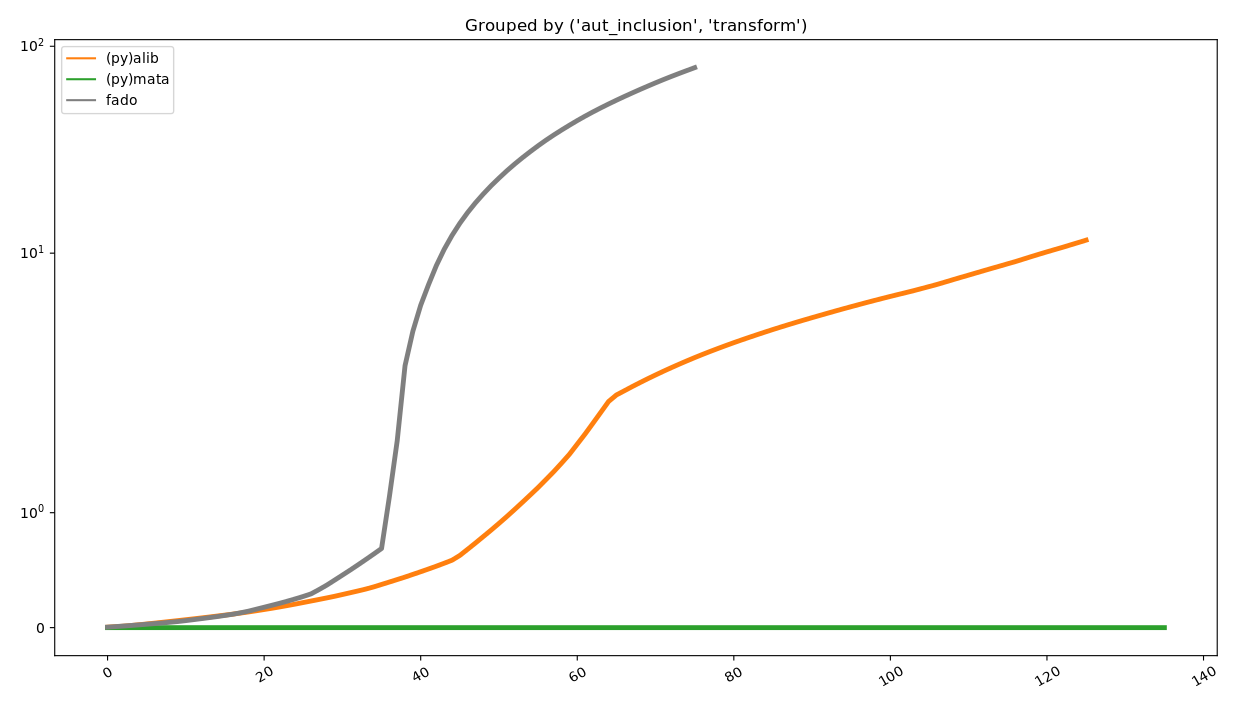 Grouped by ('aut_inclusion', 'transform')
(py)alib
(py)mata
fado
10²
10¹
10⁰
0
0 20 40 60 80 100 120 140